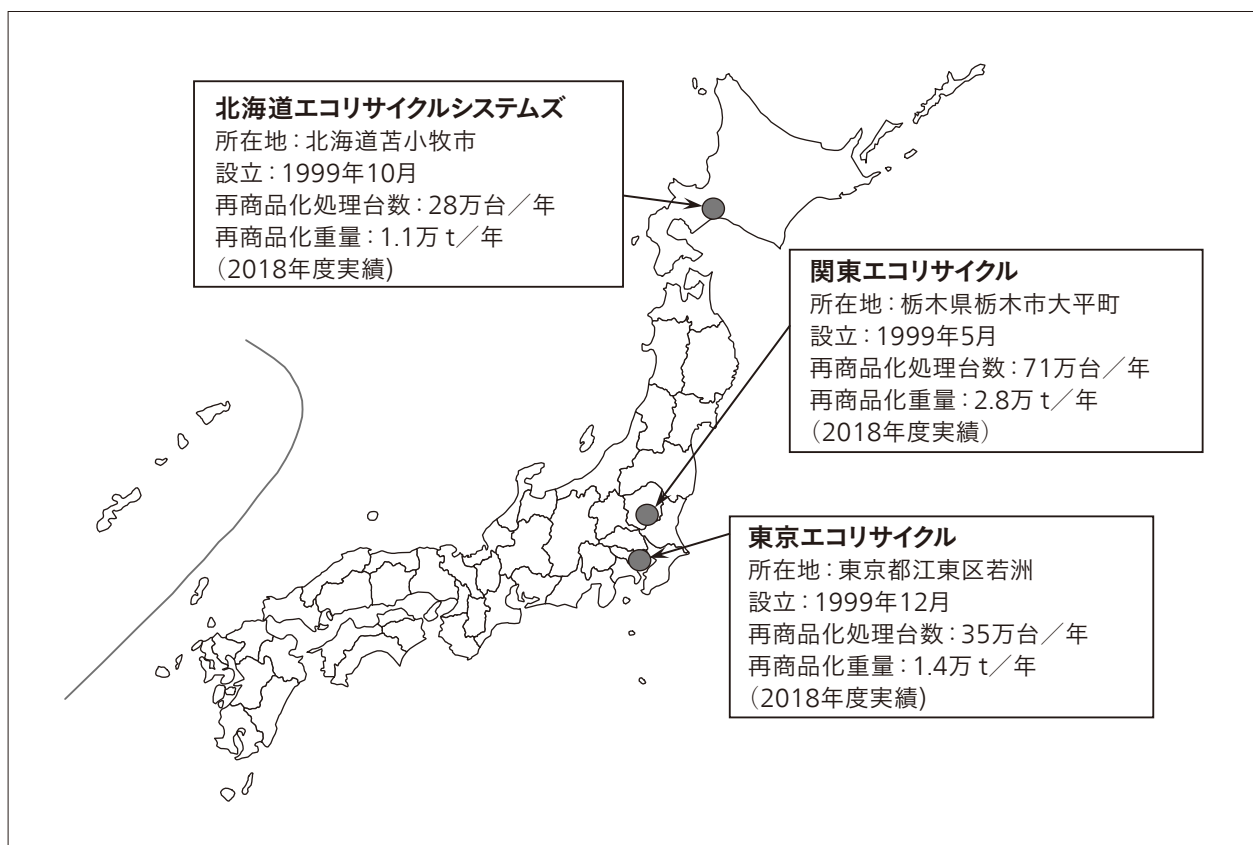 北海道エコリサイクルシステムズ
所在地：北海道苫小牧市
設立：1999年10月
再商品化処理台数：28万台／年
再商品化重量：1.1万 t／年
（2018年度実績)
関東エコリサイクル
所在地：栃木県栃木市大平町
設立：1999年5月
再商品化処理台数：71万台／年
再商品化重量：2.8万 t／年
（2018年度実績）
東京エコリサイクル
所在地：東京都江東区若洲
設立：1999年12月
再商品化処理台数：35万台／年
再商品化重量：1.4万 t／年
（2018年度実績)